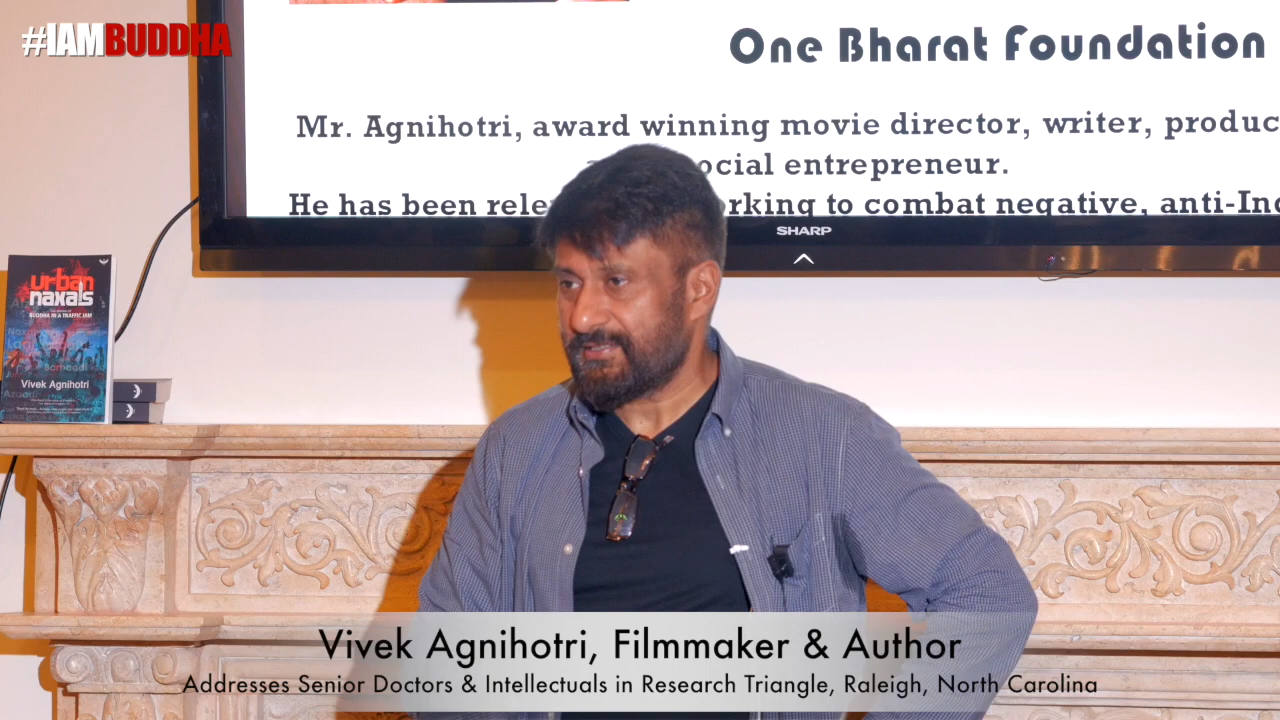 #IAMBUDDHA
One Bharat Foundation
Mr. Agnihotri, award winning movie director, writer, produc
ocial entrepreneur.
He has been rele rking to combat negative, anti-Ind
SHARP
urban
naxals
BUDDHA IN A TRAFFIC JAM
Vivek Agnihotri
Vivek Agnihotri, Filmmaker & Author
Addresses Senior Doctors & Intellectuals in Research Triangle, Raleigh, North Carolina